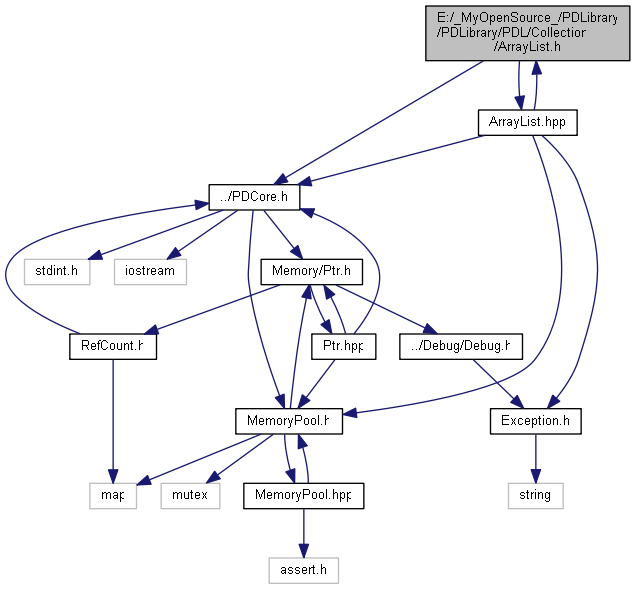 E:/_MyOpenSource_/PDLibrary
/PDLibrary/PDL/Collection
/ArrayList.h
ArrayList.hpp
../PDCore.h
stdint.h
iostream
Memory/Ptr.h
RefCount.h
Ptr.hpp
../Debug/Debug.h
MemoryPool.h
Exception.h
map
mutex
MemoryPool.hpp
string
assert.h